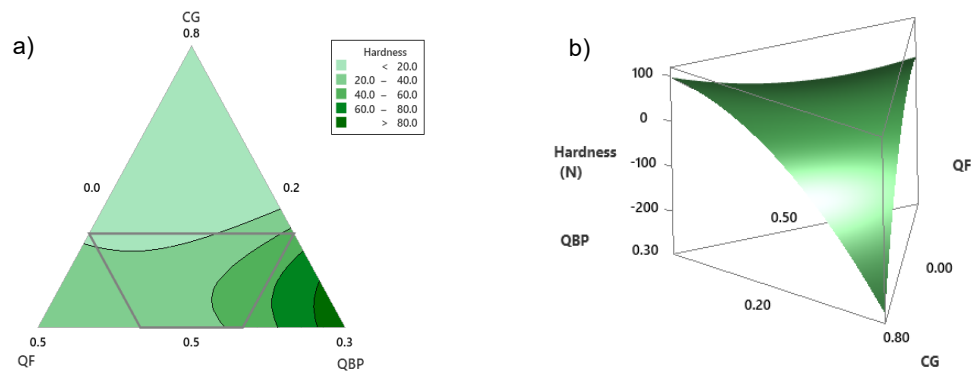 a)
CG
0.8
Hardness
< 20.0
20.0 – 40.0
40.0 – 60.0
60.0 – 80.0
> 80.0
0.0
0.2
0.5
0.5
0.3
QF
QBP
b)
100
0
-100
-200
Hardness
(N)
QF
0.50
QBP
0.30
0.00
0.20
0.80
CG